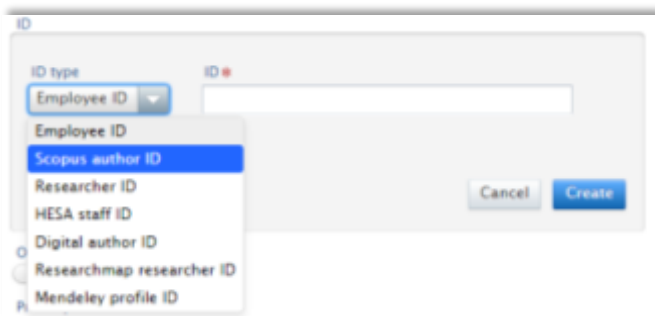 ID
ID type
ID *
Employee ID
Employee ID
Scopus author ID
Researcher ID
HESA staff ID
Digital author ID
Researchmap researcher ID
Mendeley profile ID
Cancel
Create